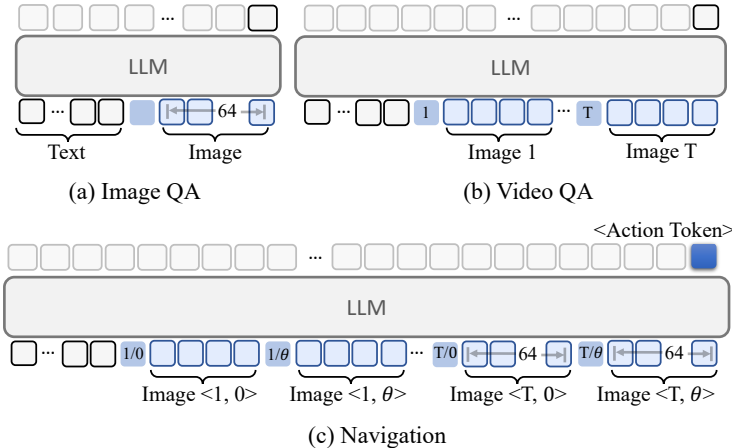 ...
LLM
... 64
Text Image
(a) Image QA
...
LLM
... 1 ... T
Image 1 Image T
(b) Video QA
<Action Token>
...
LLM
... 1/0 1/θ ... T/0 64 T/θ 64
Image <1, 0> Image <1, θ> Image <T, 0> Image <T, θ>
(c) Navigation